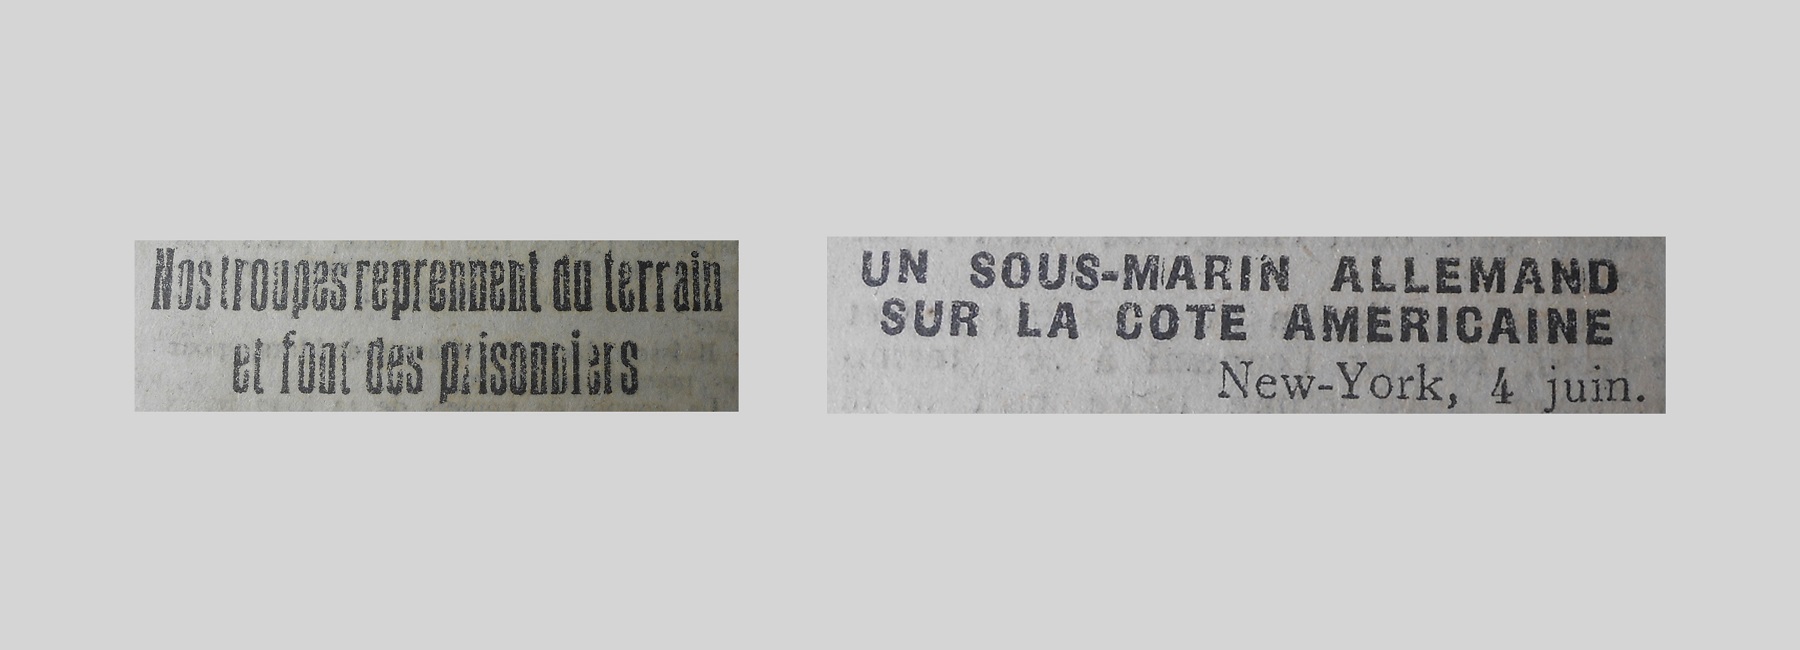 Nos troupes reprennent du terrain
et font des prisonniers
UN SOUS-MARIN ALLEMAND
SUR LA COTE AMERICAINE
New-York, 4 juin.